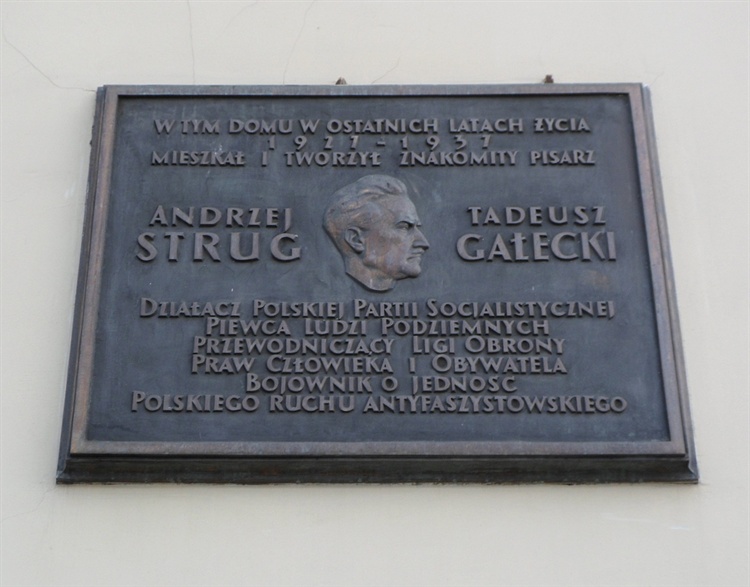 W TYM DOMU W OSTATNICH LATACH ŻYCIA
1927-1937
MIESZKAŁ I TWORZYŁ ZNAKOMITY PISARZ
ANDRZEJ TADEUSZ
STRUG GAŁECKI
DZIAŁACZ POLSKIEJ PARTII SOCJALISTYCZNEJ
PIEWCA LUDZI PODZIEMNYCH
PRZEWODNICZĄCY LIGI OBRONY
PRAW CZŁOWIEKA I OBYWATELA
BOJOWNIK O JEDNOŚĆ
POLSKIEGO RUCHU ANTYFASZYSTOWSKIEGO